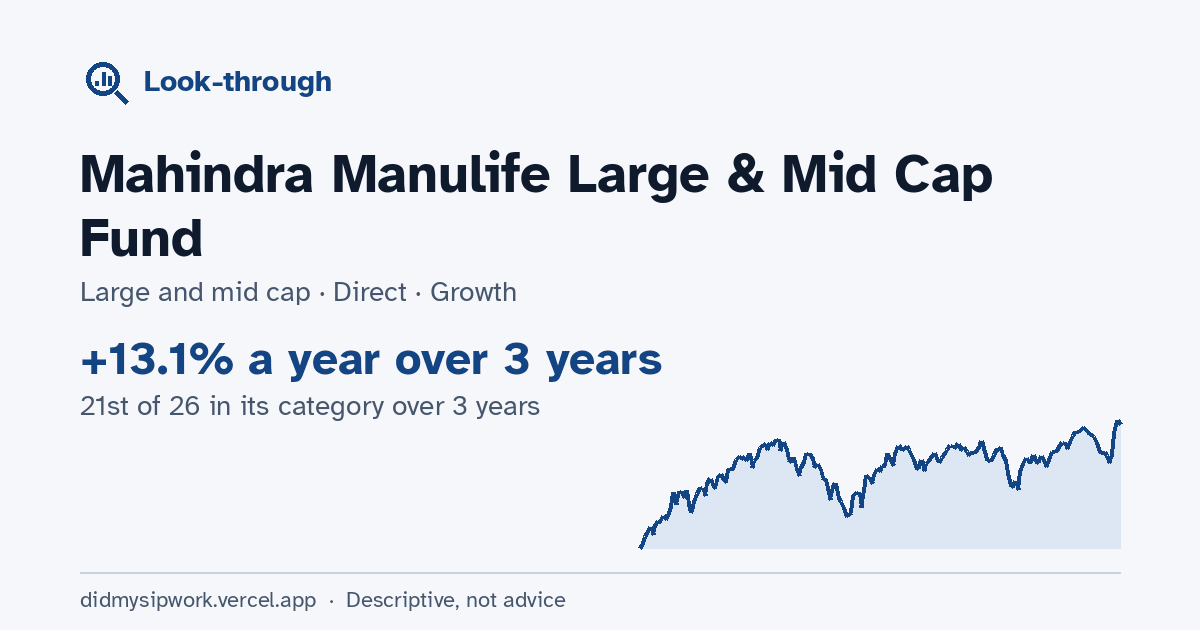 Look-through
Mahindra Manulife Large & Mid Cap
Fund
Large and mid cap · Direct · Growth
+13.1% a year over 3 years
21st of 26 in its category over 3 years
didmysipwork.vercel.app · Descriptive, not advice